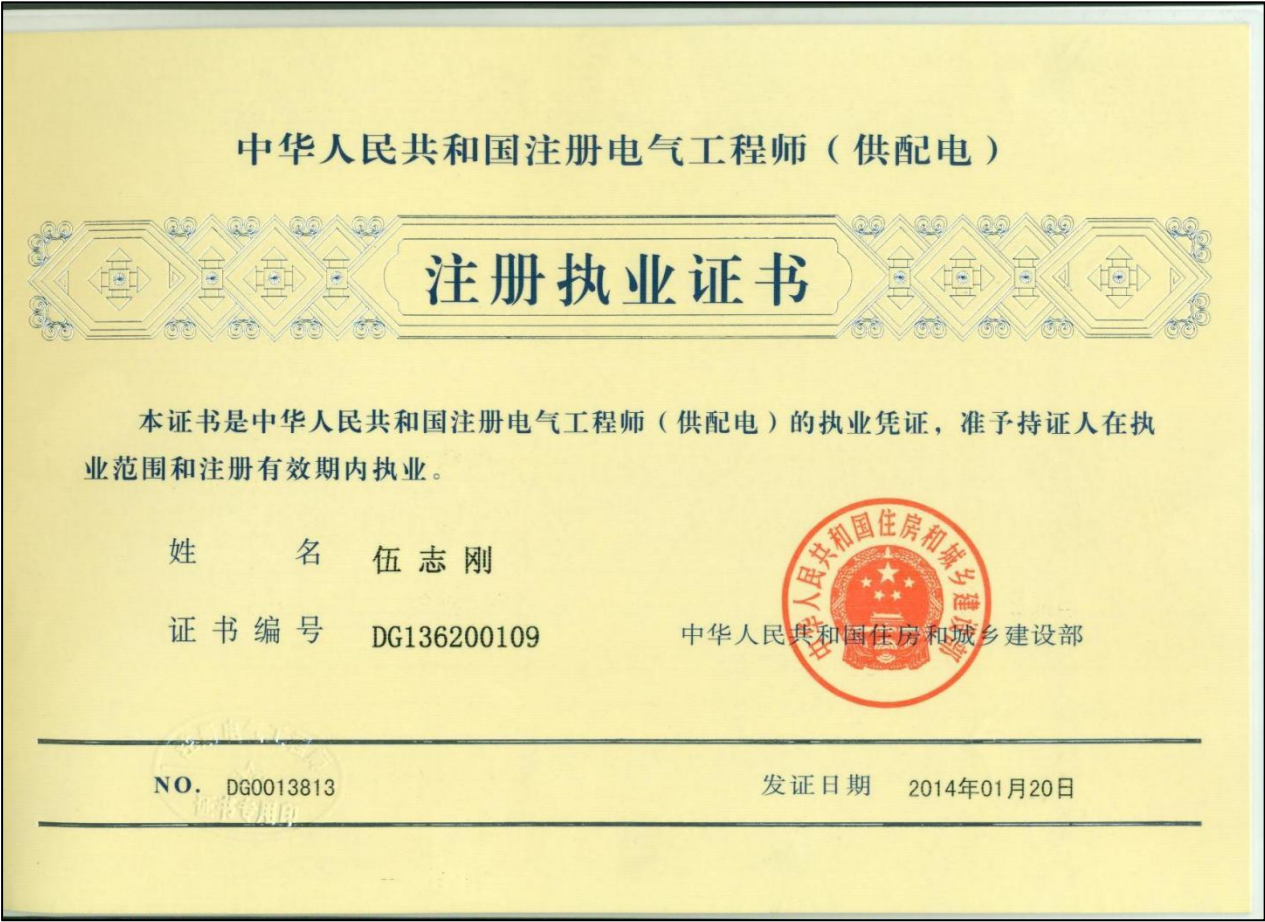 中华人民共和国注册电气工程师（供配电）
注册执业证书
本证书是中华人民共和国注册电气工程师（供配电）的执业凭证，准予持证人在执
业范围和注册有效期内执业。
姓 名 伍志刚
证书编号 DG136200109
中华人民共和国住房和城乡建设部
中华人民共和国住房和城乡建设部
NO. DG0013813
发证日期 2014年01月20日